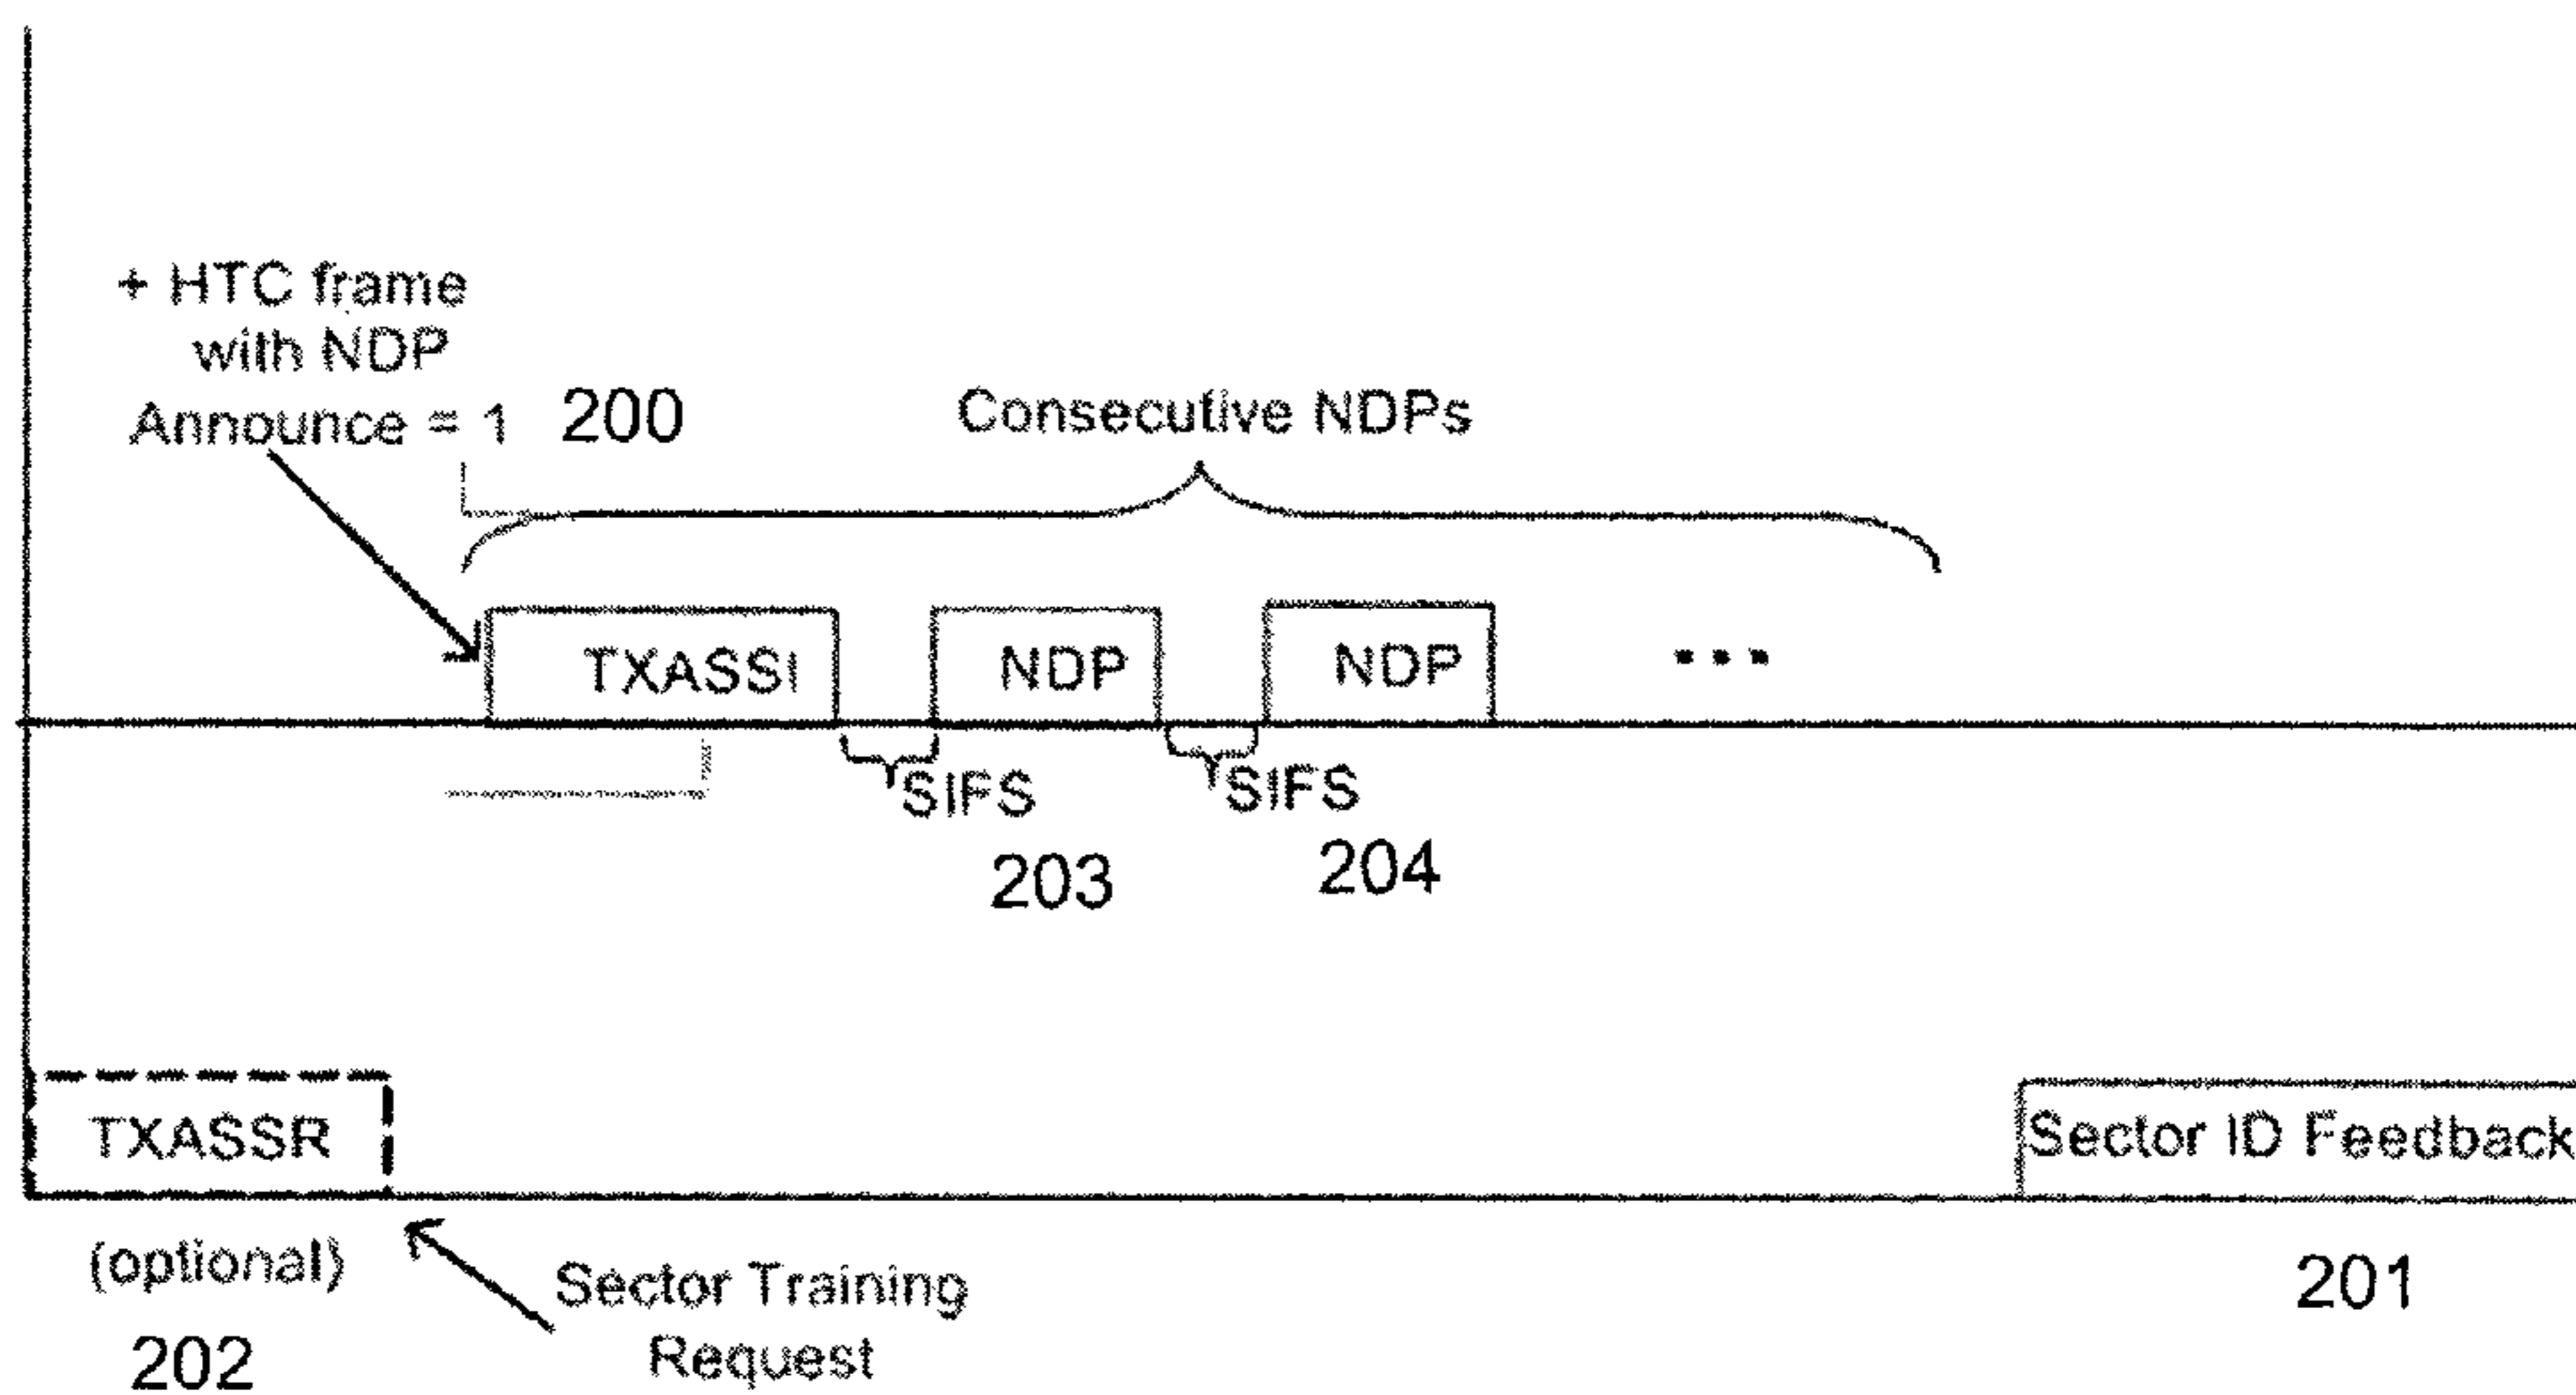 + HTC frame
with NDP
Announce = 1
200
Consecutive NDPs
TXASSI
NDP
NDP
...
SIFS
SIFS
203
204
TXASSR
Sector ID Feedback
(optional)
Sector Training
Request
201
202